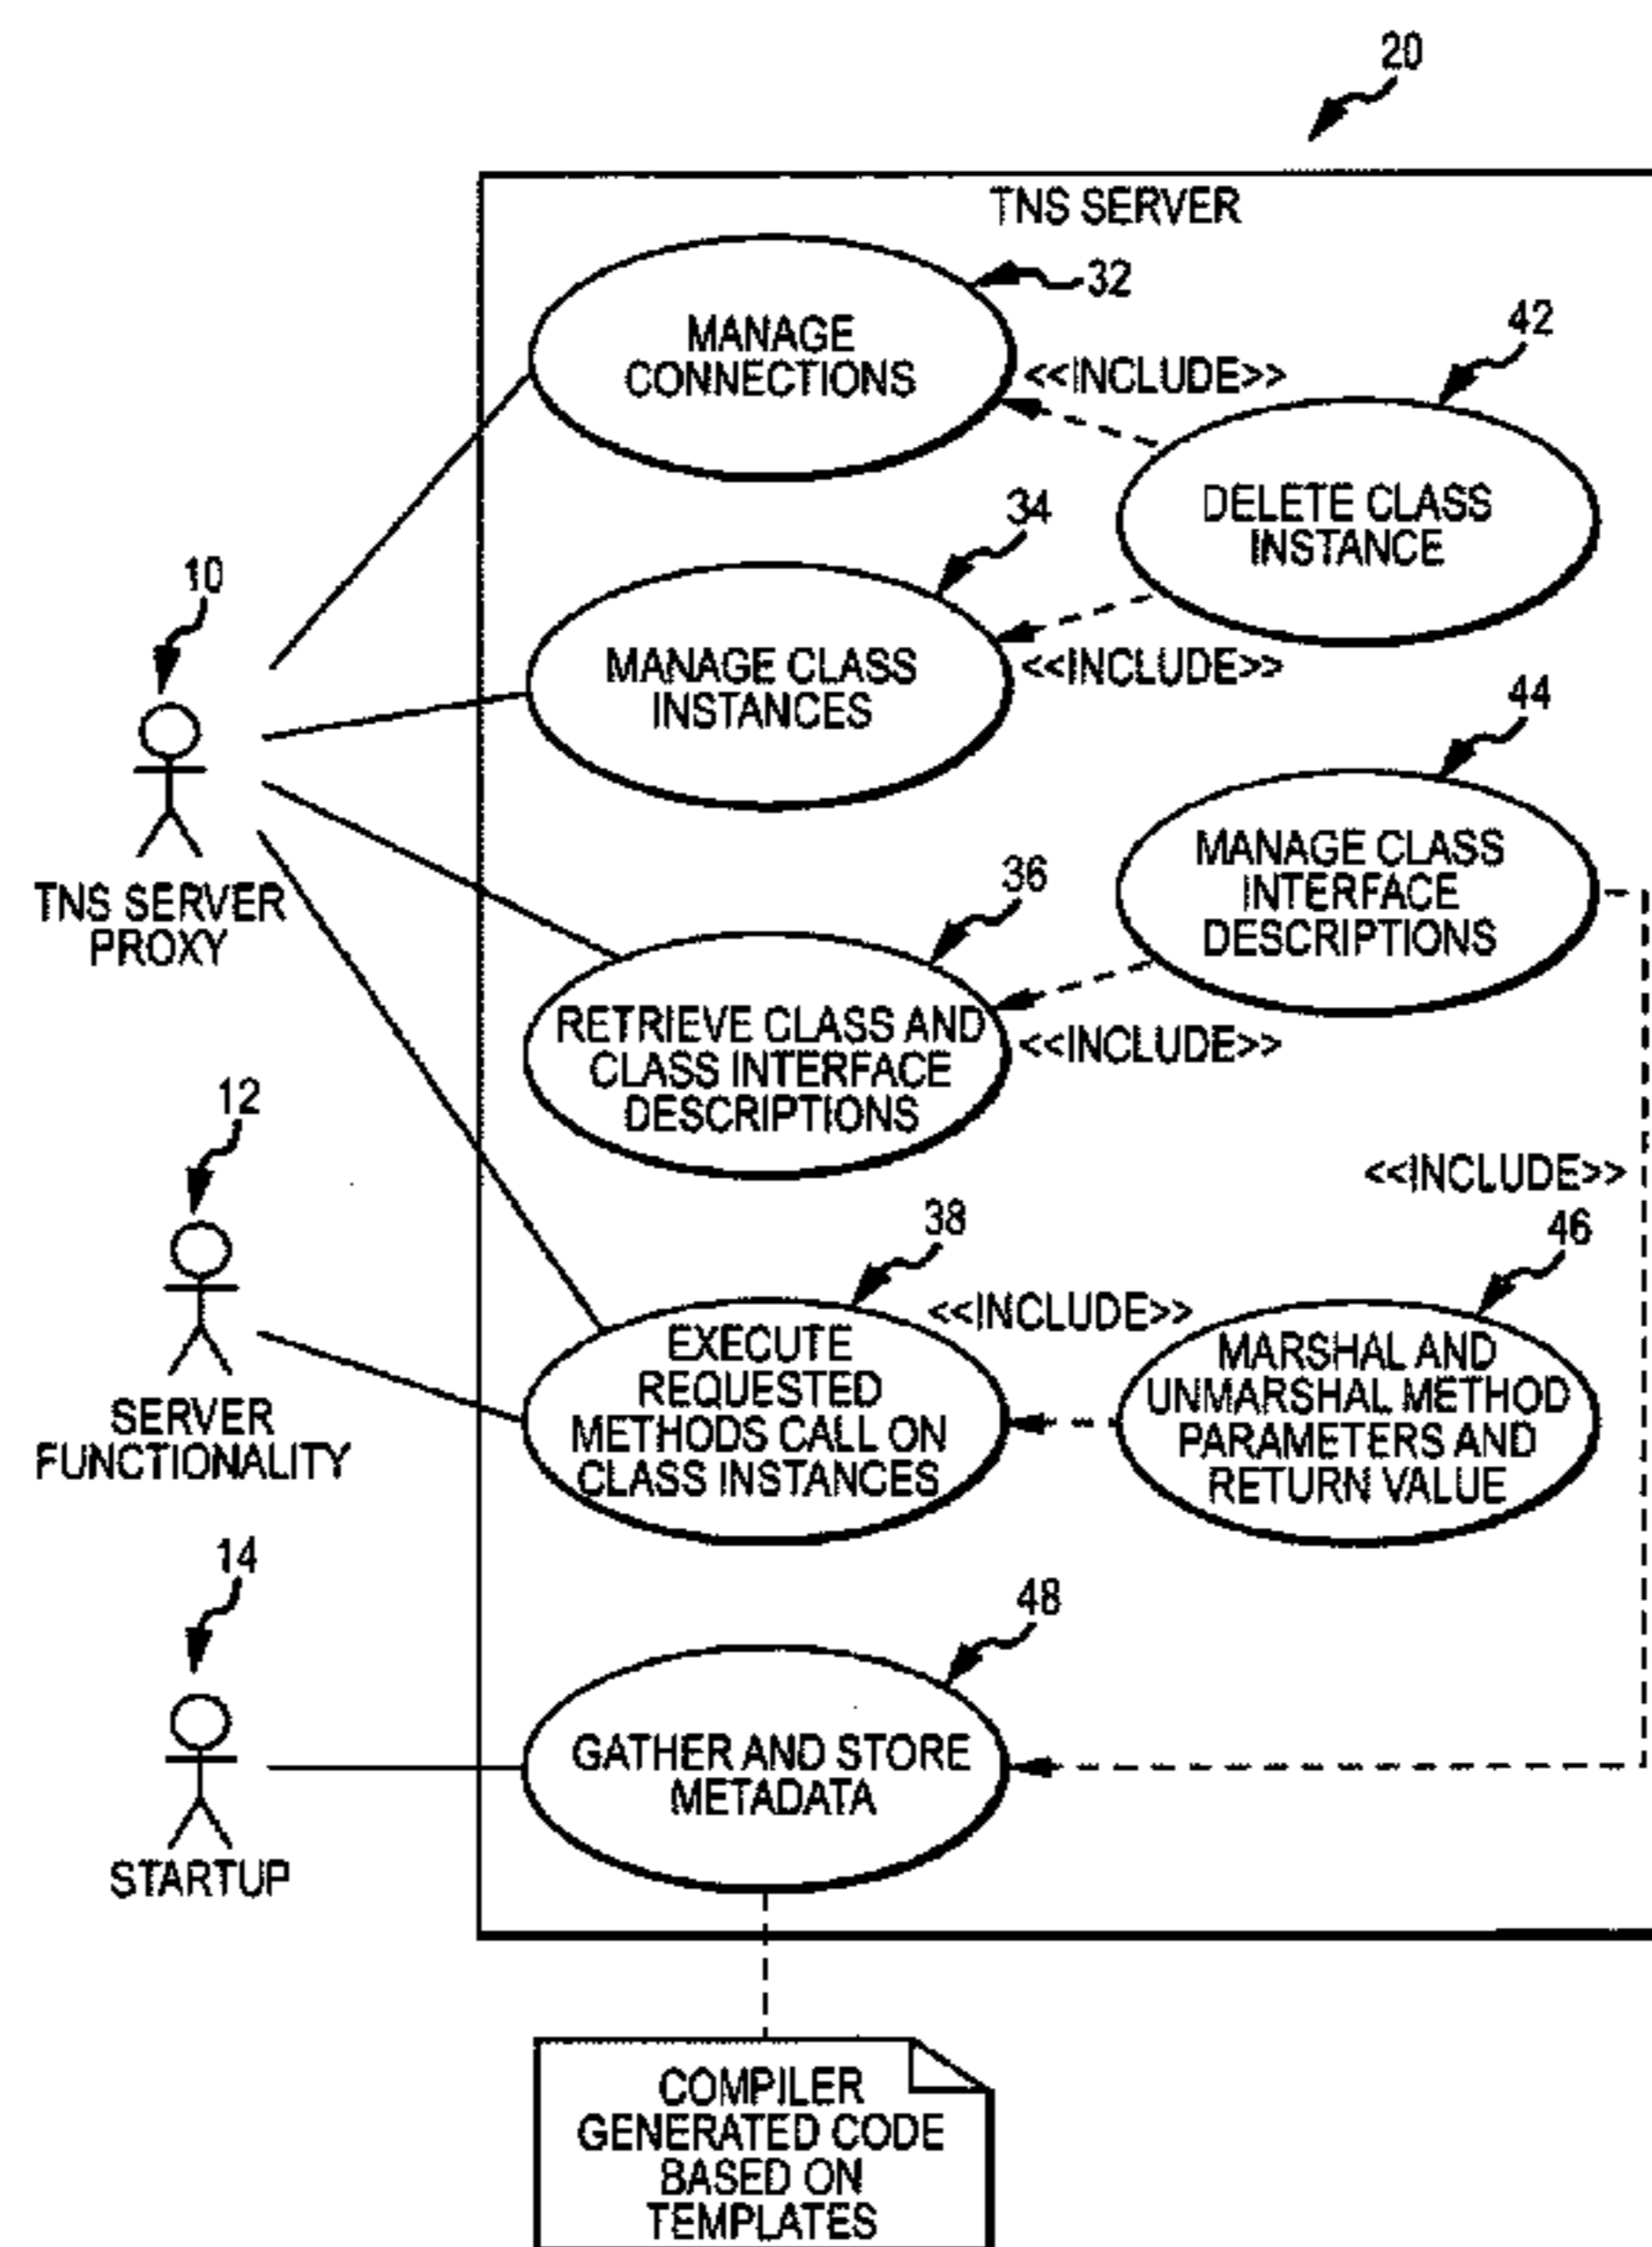 20
TNS SERVER
32
MANAGE
CONNECTIONS
<<INCLUDE>>
42
DELETE CLASS
INSTANCE
34
MANAGE CLASS
INSTANCES
<<INCLUDE>>
10
TNS SERVER
PROXY
44
MANAGE CLASS
INTERFACE
DESCRIPTIONS
36
RETRIEVE CLASS AND
CLASS INTERFACE
DESCRIPTIONS
<<INCLUDE>>
12
SERVER
FUNCTIONALITY
<<INCLUDE>>
38
EXECUTE
REQUESTED
METHODS CALL ON
CLASS INSTANCES
<<INCLUDE>>
46
MARSHAL AND
UNMARSHAL METHOD
PARAMETERS AND
RETURN VALUE
14
STARTUP
48
GATHER AND STORE
METADATA
COMPILER
GENERATED CODE
BASED ON
TEMPLATES